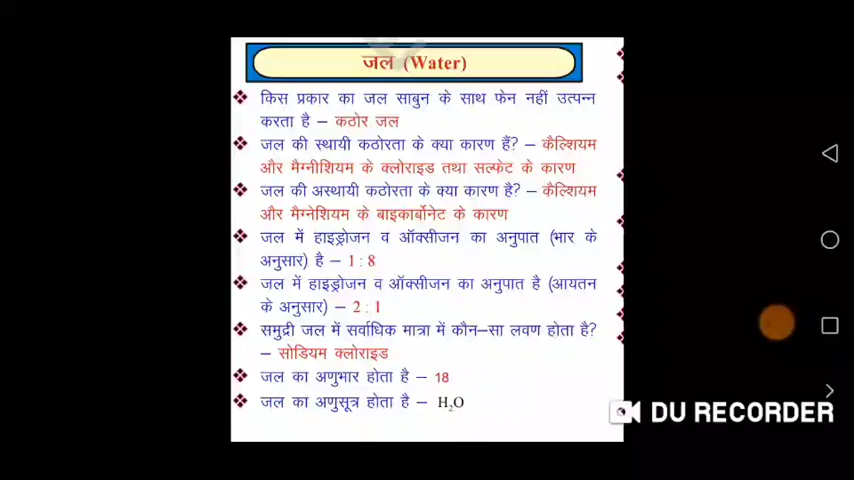 जल (Water)
❖ किस प्रकार का जल साबुन के साथ फेन नहीं उत्पन्न
करता है – कठोर जल
❖ जल की स्थायी कठोरता के क्या कारण हैं? – कैल्शियम
और मैग्नीशियम के क्लोराइड तथा सल्फेट के कारण
❖ जल की अस्थायी कठोरता के क्या कारण है? – कैल्शियम
और मैग्नेशियम के बाइकार्बोनेट के कारण
❖ जल में हाइड्रोजन व ऑक्सीजन का अनुपात (भार के
अनुसार) है – 1 : 8
❖ जल में हाइड्रोजन व ऑक्सीजन का अनुपात है (आयतन
के अनुसार) – 2 : 1
❖ समुद्री जल में सर्वाधिक मात्रा में कौन–सा लवण होता है?
– सोडियम क्लोराइड
❖ जल का अणुभार होता है – 18
❖ जल का अणुसूत्र होता है – H₂O
DU RECORDER